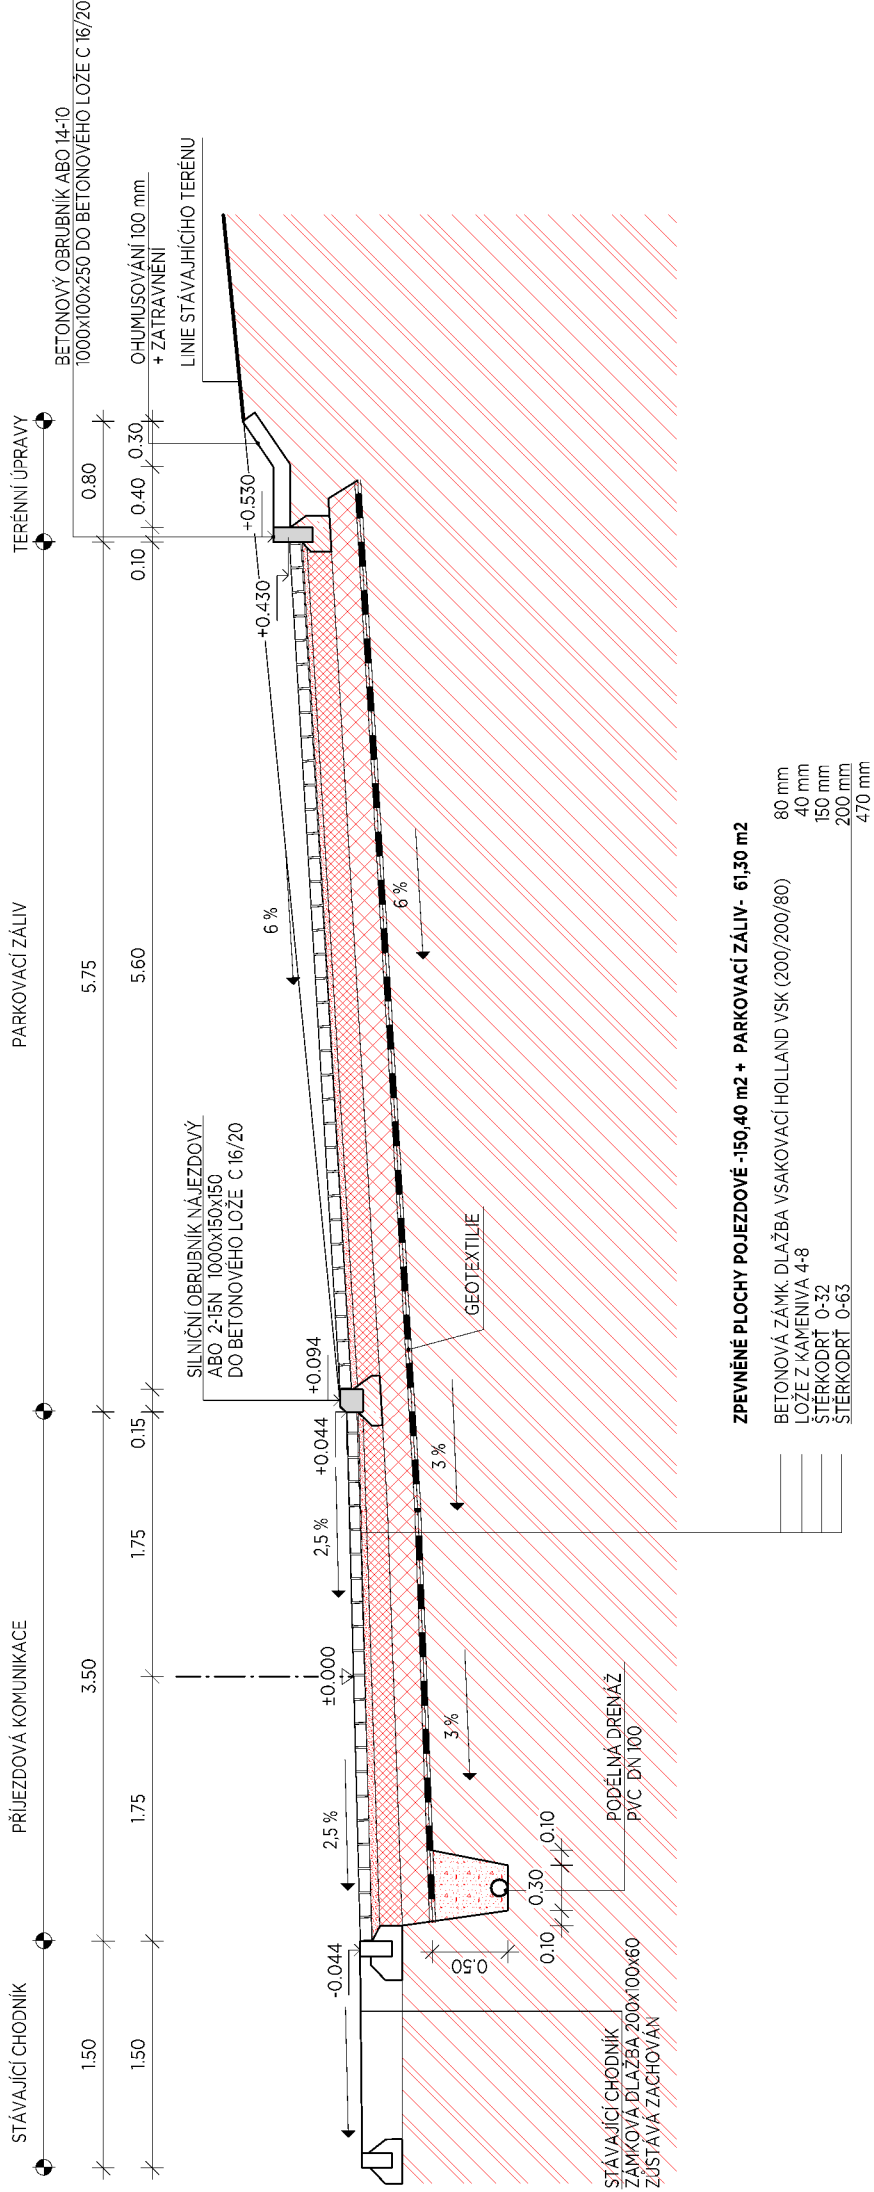 STÁVAJÍCÍ CHODNÍK
PŘÍJEZDOVÁ KOMUNIKACE
PARKOVACÍ ZÁLIV
TERÉNNÍ ÚPRAVY
1.50
3.50
5.75
0.80
1.50
1.75
1.75
0.15
5.60
0.10
0.40
0.30
BETONOVÝ OBRUBNÍK ABO 14-10
1000x100x250 DO BETONOVÉHO LOŽE C 16/20
OHUMUSOVÁNÍ 100 mm
+ ZATRAVNĚNÍ
LINIE STÁVAJHÍCÍHO TERÉNU
SILNIČNÍ OBRUBNÍK NÁJEZDOVÝ
ABO 2-15N 1000x150x150
DO BETONOVÉHO LOŽE C 16/20
-0.044
2,5 %
±0.000
2,5 %
+0.044
+0.094
6 %
+0.430
+0.530
3 %
3 %
6 %
GEOTEXTILIE
0.50
0.10
0.30
0.10
PODÉLNÁ DRENÁŽ
PVC DN 100
STÁVAJÍCÍ CHODNÍK
ZÁMKOVÁ DLAŽBA 200x100x60
ZŮSTÁVÁ ZACHOVÁN
ZPEVNĚNÉ PLOCHY POJEZDOVÉ -150,40 m2 + PARKOVACÍ ZÁLIV- 61,30 m2
BETONOVÁ ZÁMK. DLAŽBA VSAKOVACÍ HOLLAND VSK (200/200/80) 80 mm
LOŽE Z KAMENIVA 4-8 40 mm
ŠTĚRKODRŤ 0-32 150 mm
ŠTĚRKODRŤ 0-63 200 mm
470 mm